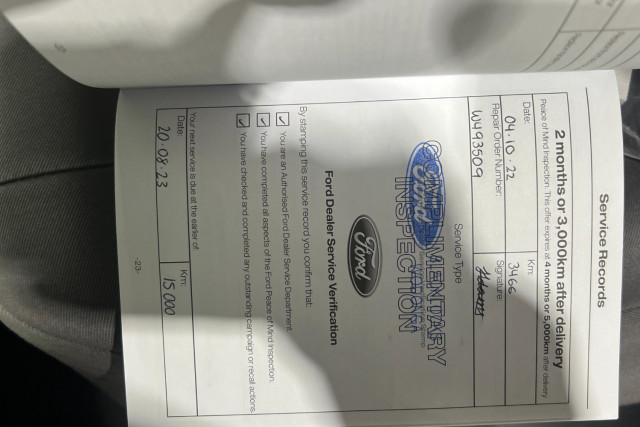 Service Records
2 months or 3,000km after delivery
Peace of Mind Inspection. This offer expires at 4 months or 5,000km after delivery
Date: Km:
04.10.22 3466
Repair Order Number: Signature:
W493509
Service Type
COMPLIMENTARY
INSPECTION
Ford
Ford
Ford Dealer Service Verification
By stamping this service record you confirm that:
You are an Authorised Ford Dealer Service Department.
You have completed all aspects of the Ford Peace of Mind Inspection.
You have checked and completed any outstanding campaign or recall actions.
Your next service is due at the earlier of:
Date: Km:
20.08.23 15 000
-23-